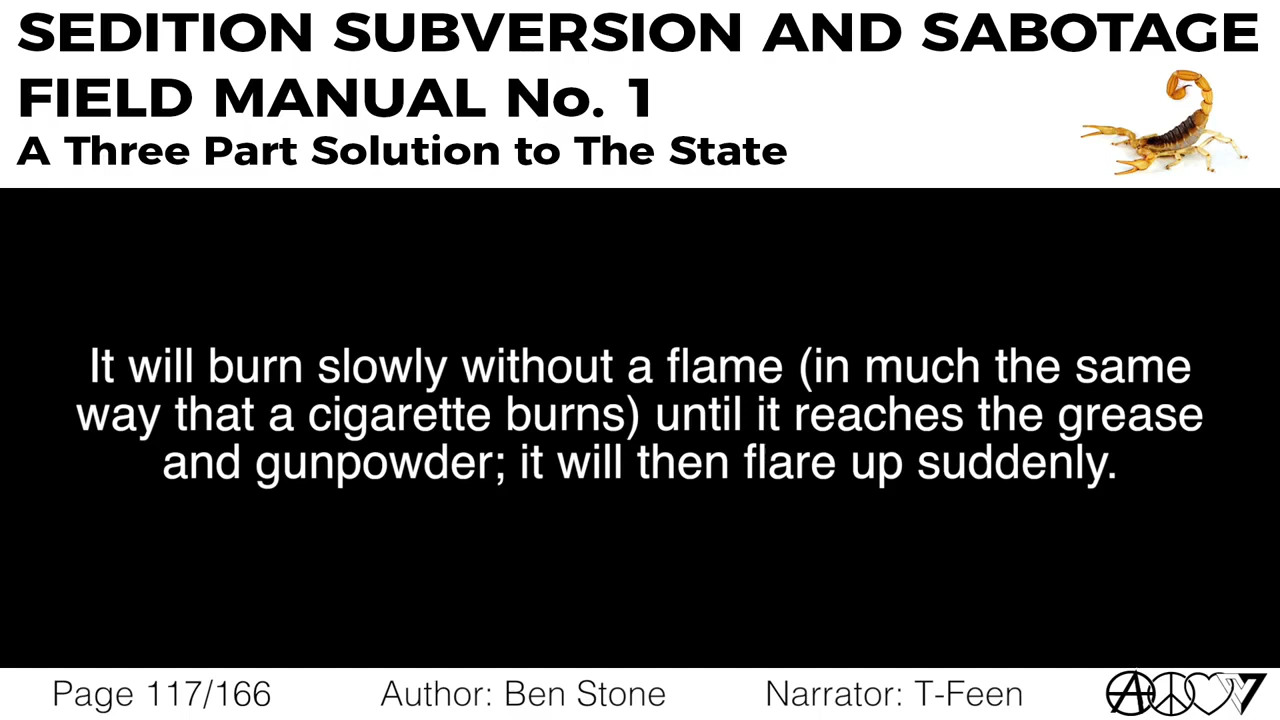 SEDITION SUBVERSION AND SABOTAGE
FIELD MANUAL No. 1
A Three Part Solution to The State
It will burn slowly without a flame (in much the same
way that a cigarette burns) until it reaches the grease
and gunpowder; it will then flare up suddenly.
Page 117/166 Author: Ben Stone Narrator: T-Feen